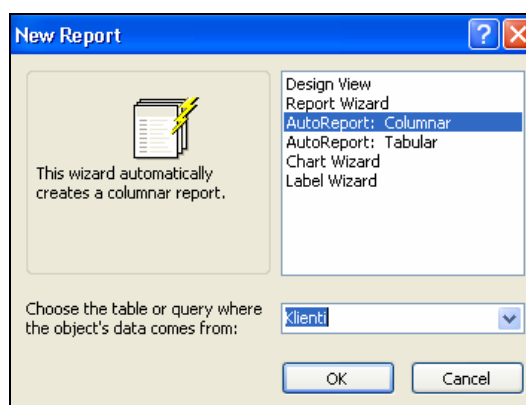 New Report
This wizard automatically
creates a columnar report.
Design View
Report Wizard
AutoReport: Columnar
AutoReport: Tabular
Chart Wizard
Label Wizard
Choose the table or query where
the object's data comes from:
Klienti
OK
Cancel